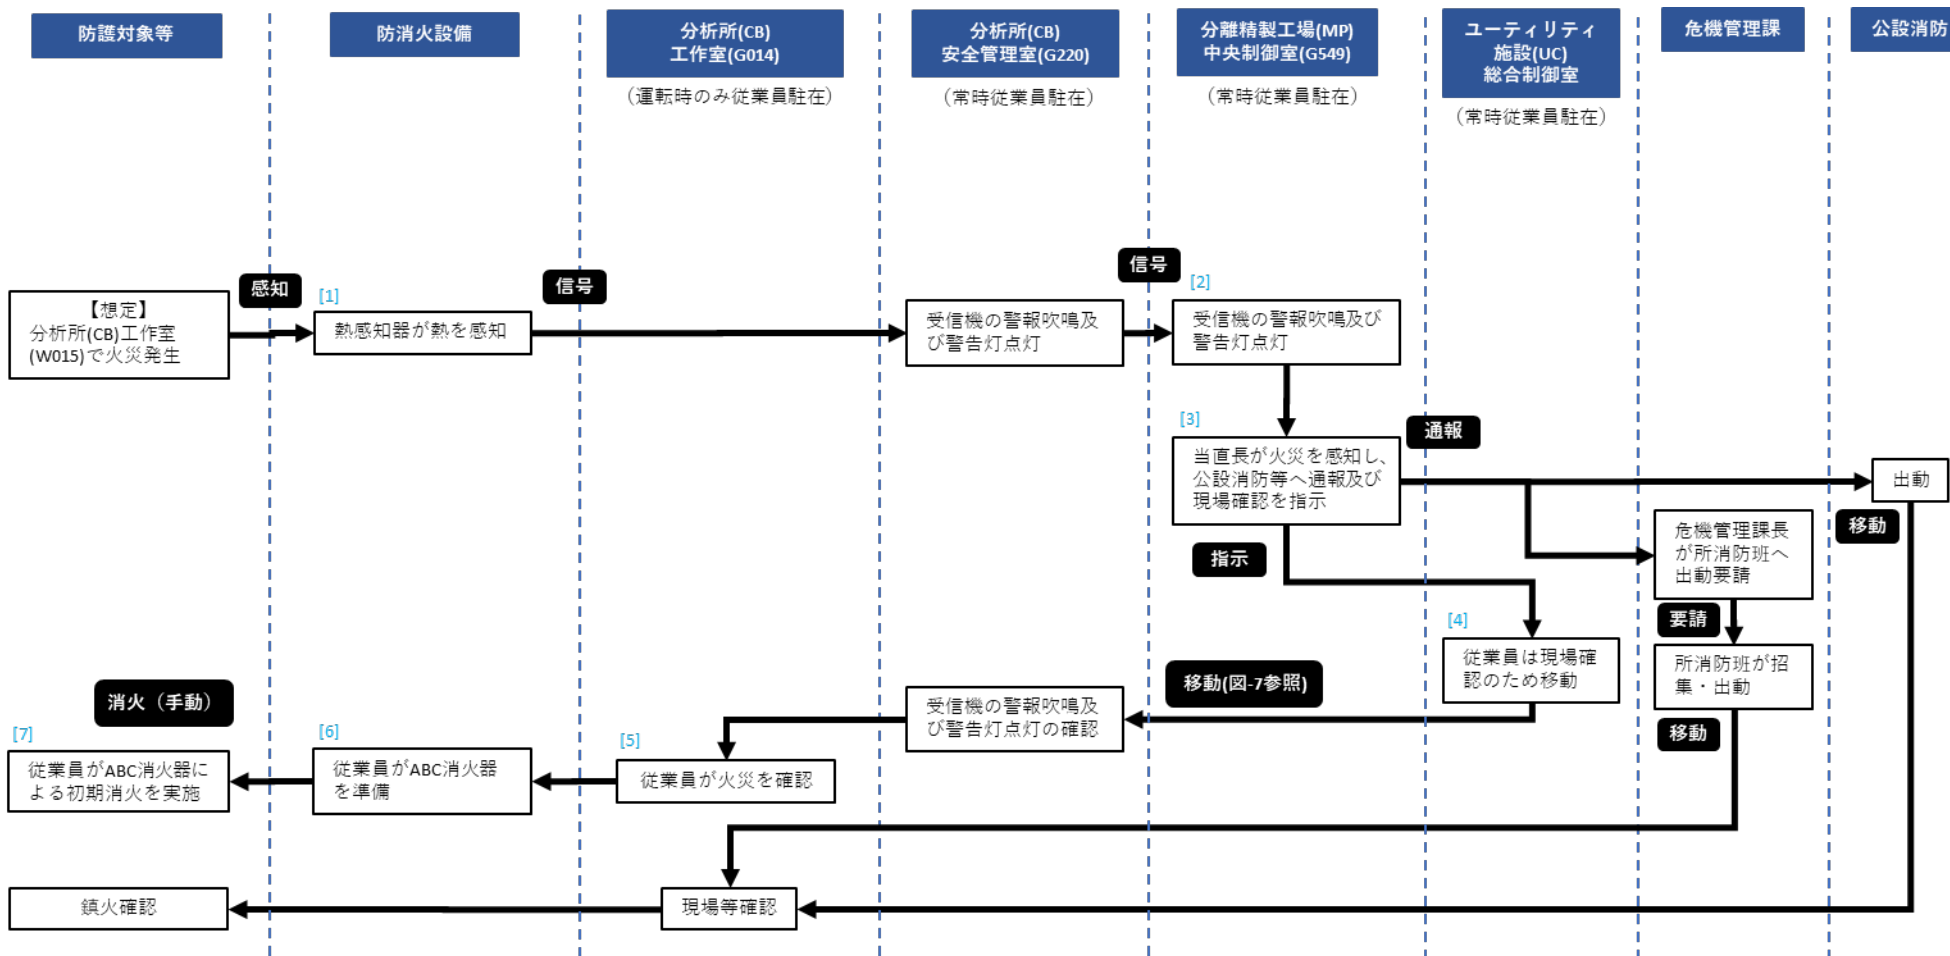 防護対象等
防消火設備
分析所(CB)
工作室(G014)
(運転時のみ従業員駐在)
分析所(CB)
安全管理室(G220)
(常時従業員駐在)
分離精製工場(MP)
中央制御室(G549)
(常時従業員駐在)
ユーティリティ
施設(UC)
総合制御室
(常時従業員駐在)
危機管理課
公設消防
【想定】
分析所(CB)工作室
(W015)で火災発生
感知
[1]
熱感知器が熱を感知
信号
受信機の警報吹鳴及
び警告灯点灯
信号
[2]
受信機の警報吹鳴及び
警告灯点灯
[3]
当直長が火災を感知し、
公設消防等へ通報及び
現場確認を指示
通報
出動
移動
危機管理課長
が所消防班へ
出動要請
指示
要請
[4]
従業員は現場確
認のため移動
所消防班が招
集・出動
移動
移動(図-7参照)
受信機の警報吹鳴及
び警告灯点灯の確認
[5]
従業員が火災を確認
[6]
従業員がABC消火器
を準備
消火（手動）
[7]
従業員がABC消火器に
よる初期消火を実施
現場等確認
鎮火確認